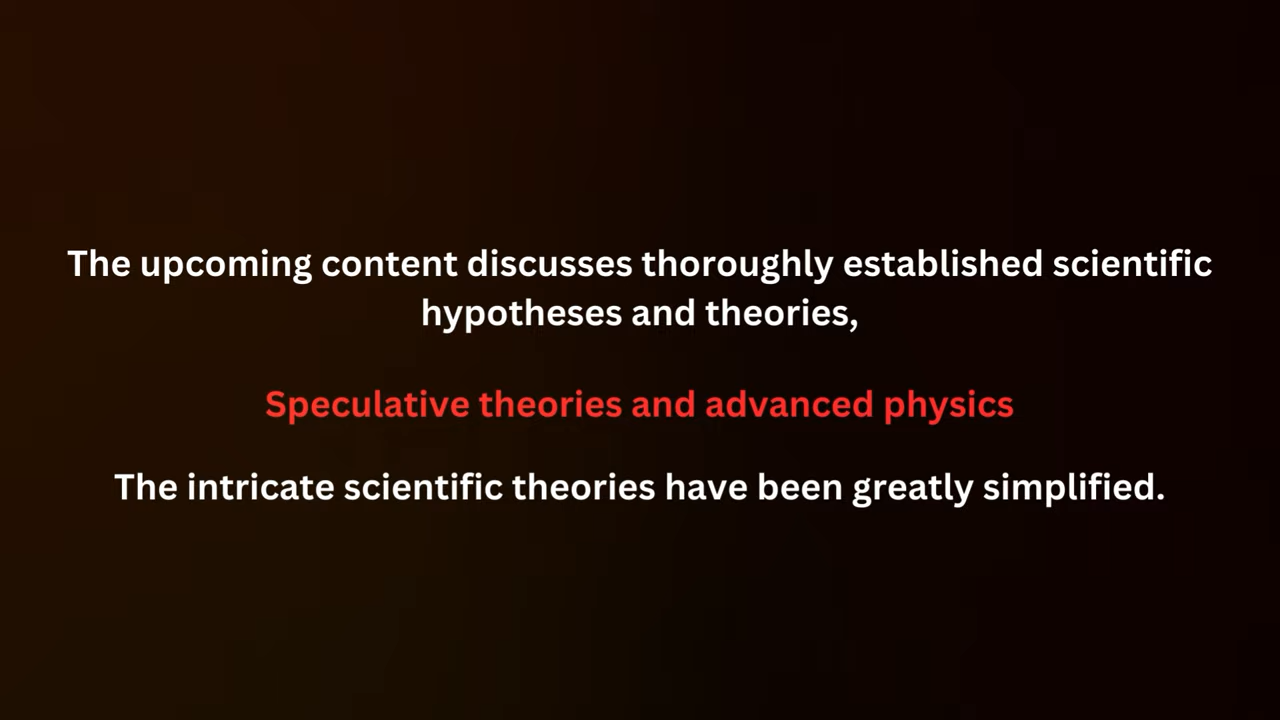 The upcoming content discusses thoroughly established scientific
hypotheses and theories,
Speculative theories and advanced physics
The intricate scientific theories have been greatly simplified.